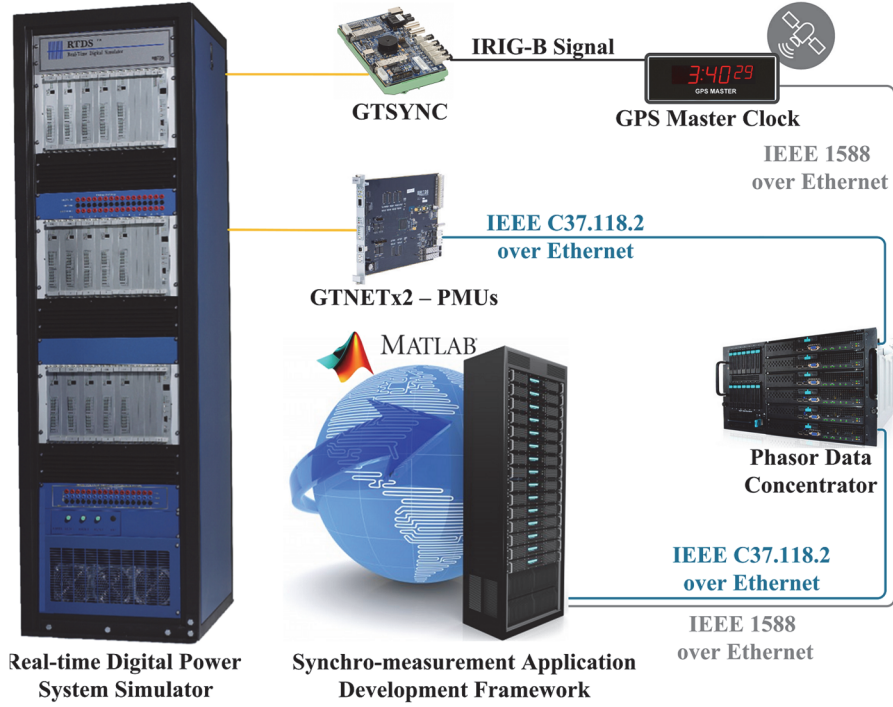 RTDS
Real-Time Digital Simulator
GTSYNC
IRIG-B Signal
3:40 29
GPS MASTER
GPS Master Clock
IEEE 1588
over Ethernet
IEEE C37.118.2
over Ethernet
GTNETx2 – PMUs
MATLAB
Phasor Data
Concentrator
IEEE C37.118.2
over Ethernet
IEEE 1588
over Ethernet
Real-time Digital Power
System Simulator
Synchro-measurement Application
Development Framework